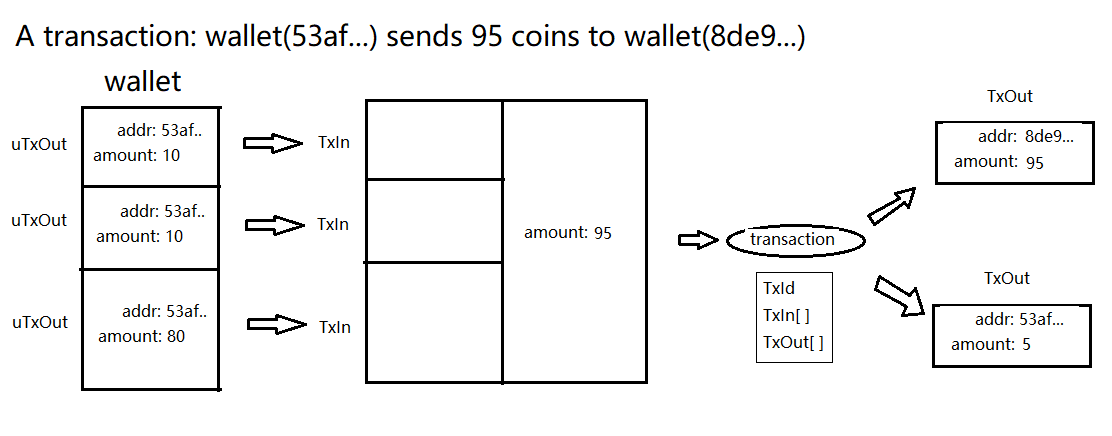 A transaction: wallet(53af...) sends 95 coins to wallet(8de9...)
wallet
uTxOut
addr: 53af..
amount: 10
TxIn
uTxOut
addr: 53af..
amount: 10
TxIn
uTxOut
addr: 53af..
amount: 80
TxIn
amount: 95
transaction
TxId
TxIn[ ]
TxOut[ ]
TxOut
addr: 8de9...
amount: 95
TxOut
addr: 53af...
amount: 5